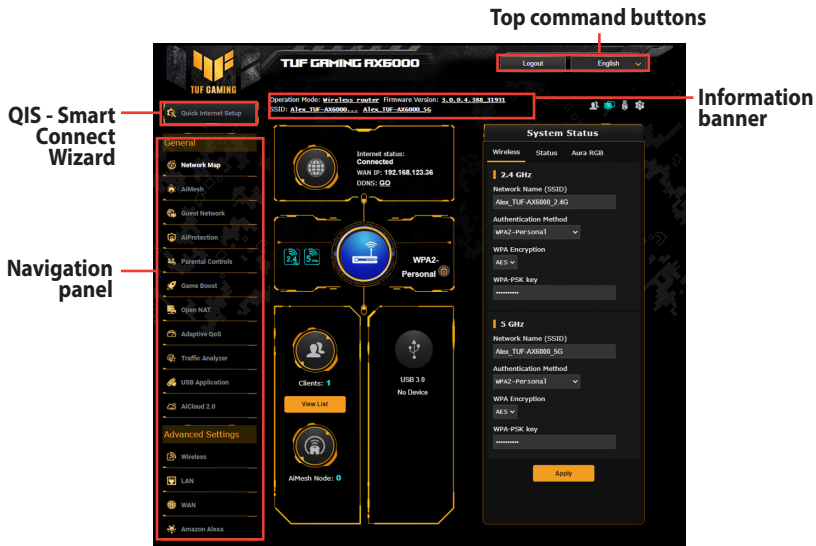 Top command buttons
TUF GAMING
TUF GAMING AX6000
Logout
English
QIS - Smart
Connect
Wizard
Quick Internet Setup
Operation Mode: Wireless router Firmware Version: 3.0.0.4.388_31931
SSID: Alex_TUF-AX6000... Alex_TUF-AX6000_5G
Information
banner
Navigation
panel
General
Network Map
AiMesh
Guest Network
AiProtection
Parental Controls
Game Boost
Open NAT
Adaptive QoS
Traffic Analyzer
USB Application
AiCloud 2.0
Advanced Settings
Wireless
LAN
WAN
Amazon Alexa
Internet status:
Connected
WAN IP: 192.168.123.36
DDNS: GO
2.4
5
WPA2-
Personal
Clients: 1
View List
AiMesh Node: 0
USB 3.0
No Device
System Status
Wireless Status Aura RGB
2.4 GHz
Network Name (SSID)
Alex_TUF-AX6000_2.4G
Authentication Method
WPA2-Personal
WPA Encryption
AES
WPA-PSK key
5 GHz
Network Name (SSID)
Alex_TUF-AX6000_5G
Authentication Method
WPA2-Personal
WPA Encryption
AES
WPA-PSK key
Apply